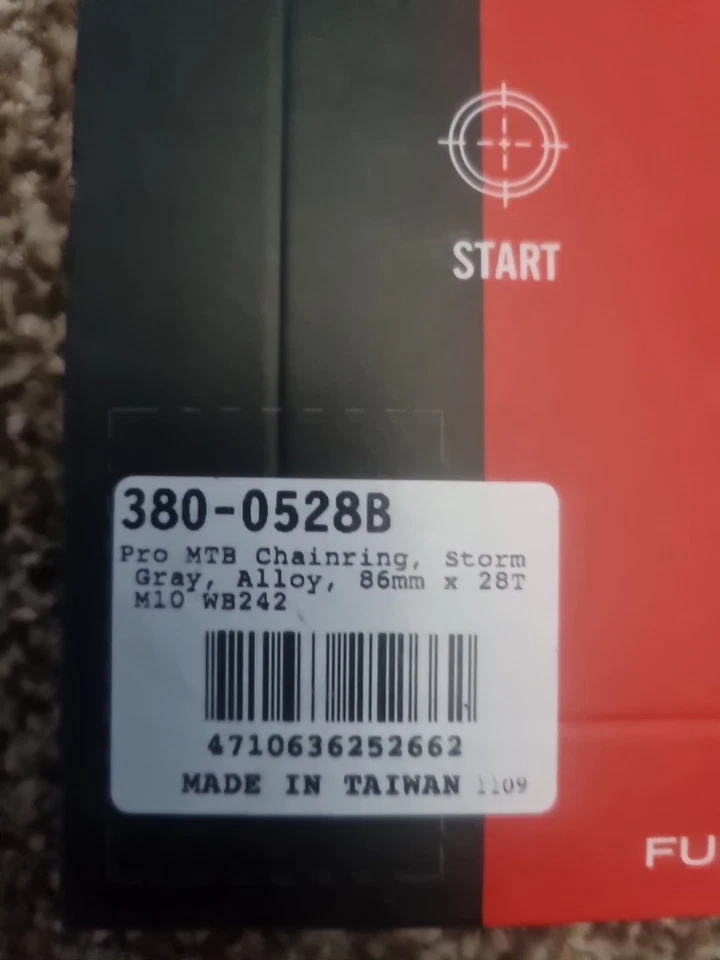 START
380-0528B
Pro MTB Chainring, Storm
Gray, Alloy, 86mm x 28T
M10 WB242
4710636252662
MADE IN TAIWAN 1109
FU